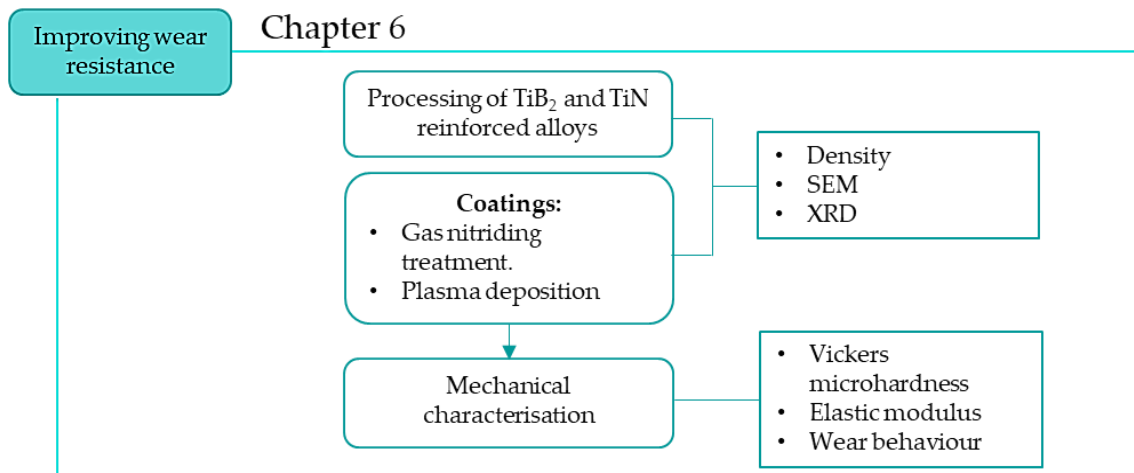 Improving wear
resistance
Chapter 6
Processing of TiB₂ and TiN
reinforced alloys
Coatings:
• Gas nitriding
treatment.
• Plasma deposition
• Density
• SEM
• XRD
Mechanical
characterisation
• Vickers
microhardness
• Elastic modulus
• Wear behaviour